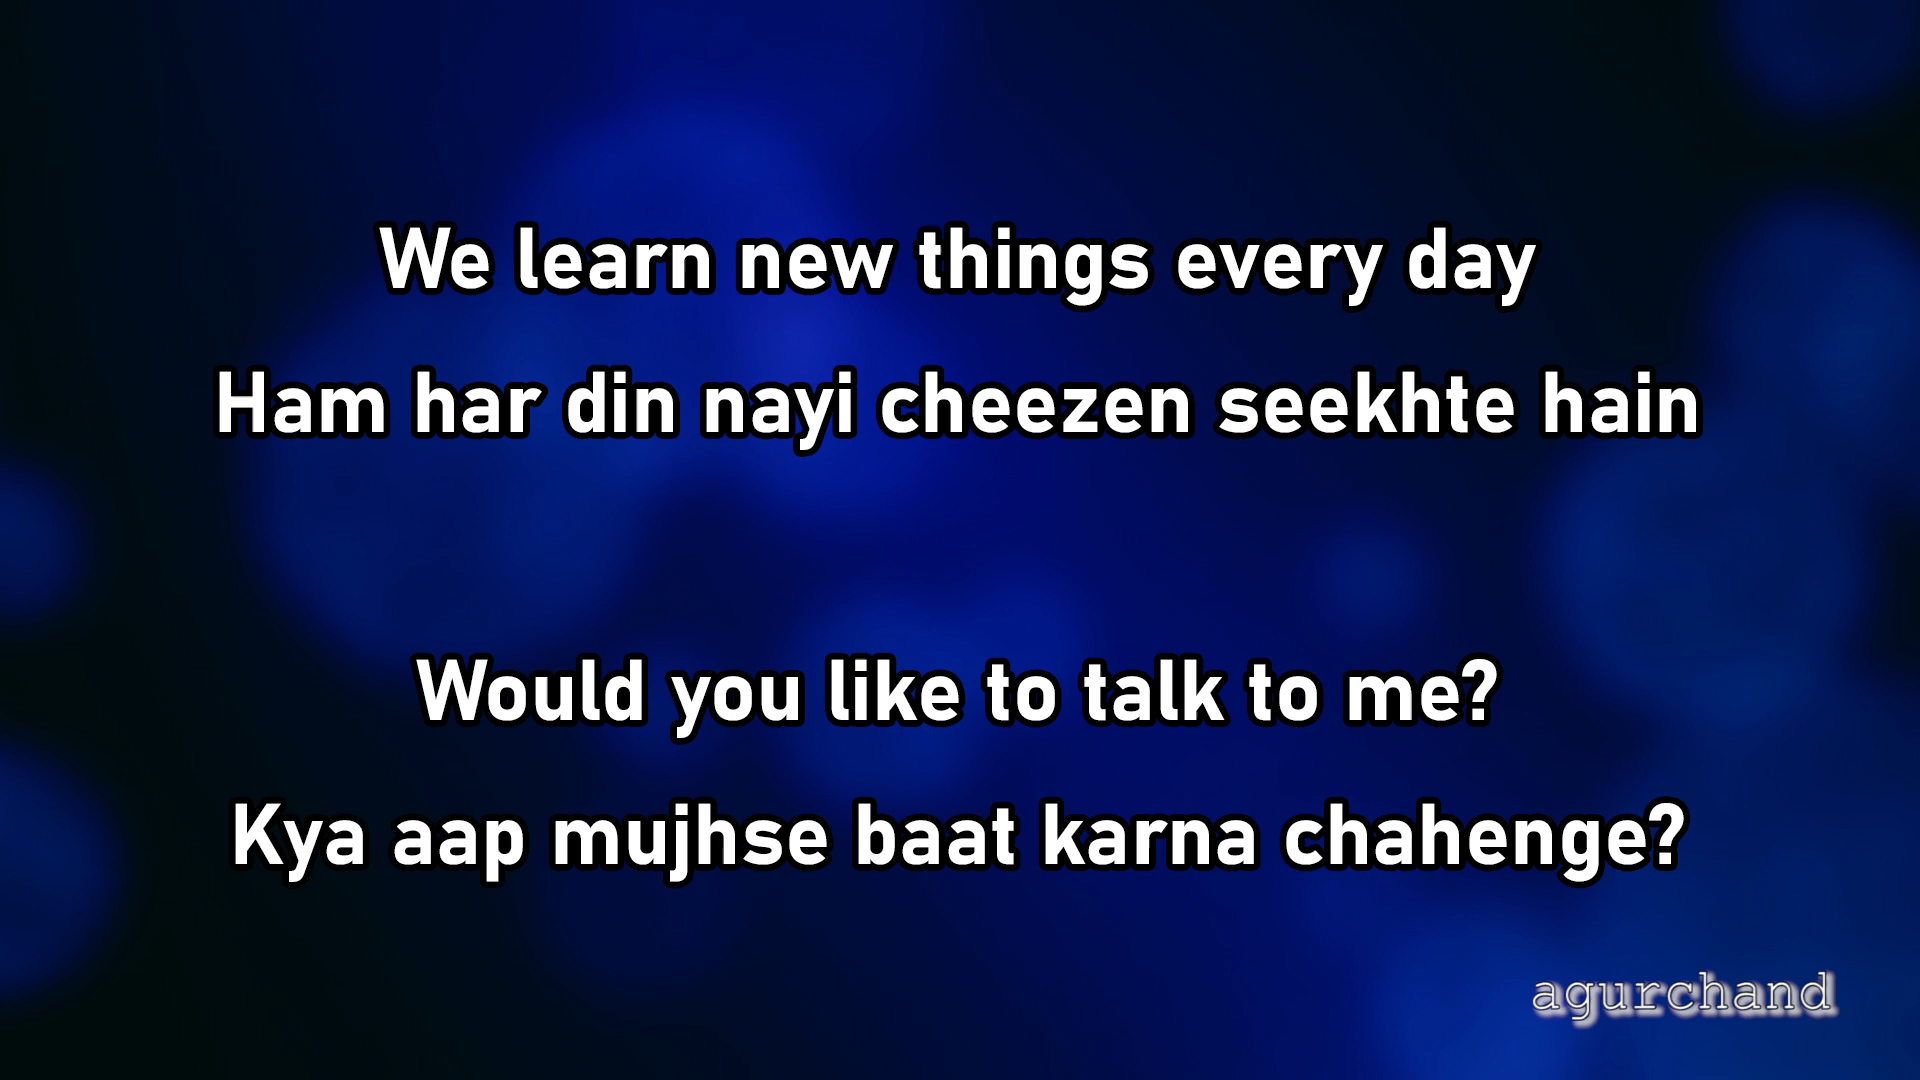 We learn new things every day
Ham har din nayi cheezen seekhte hain
Would you like to talk to me?
Kya aap mujhse baat karna chahenge?
agurchand